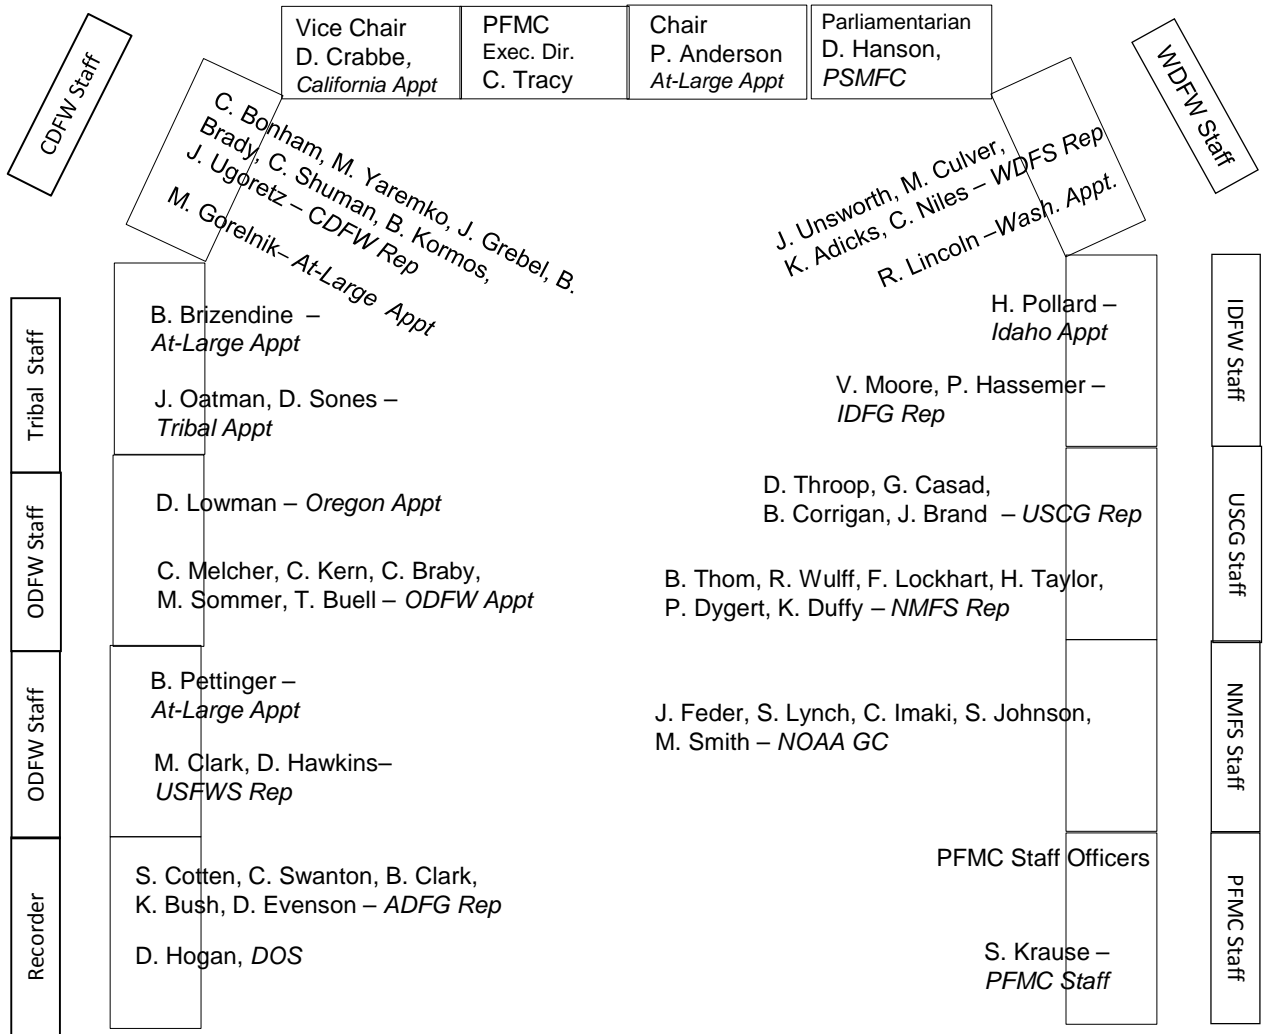 Vice Chair
D. Crabbe,
California Appt
PFMC
Exec. Dir.
C. Tracy
Chair
P. Anderson
At-Large Appt
Parliamentarian
D. Hanson,
PSMFC
CDFW Staff
WDFW Staff
C. Bonham, M. Yaremko, J. Grebel, B.
Brady, C. Shuman, B. Kormos,
J. Ugoretz – CDFW Rep
M. Gorelnik– At-Large Appt
J. Unsworth, M. Culver,
K. Adicks, C. Niles – WDFS Rep
R. Lincoln –Wash. Appt.
Tribal Staff
B. Brizendine –
At-Large Appt
J. Oatman, D. Sones –
Tribal Appt
H. Pollard –
Idaho Appt
V. Moore, P. Hassemer –
IDFG Rep
IDFW Staff
ODFW Staff
D. Lowman – Oregon Appt
C. Melcher, C. Kern, C. Braby,
M. Sommer, T. Buell – ODFW Appt
D. Throop, G. Casad,
B. Corrigan, J. Brand – USCG Rep
B. Thom, R. Wulff, F. Lockhart, H. Taylor,
P. Dygert, K. Duffy – NMFS Rep
USCG Staff
ODFW Staff
B. Pettinger –
At-Large Appt
M. Clark, D. Hawkins–
USFWS Rep
J. Feder, S. Lynch, C. Imaki, S. Johnson,
M. Smith – NOAA GC
NMFS Staff
Recorder
S. Cotten, C. Swanton, B. Clark,
K. Bush, D. Evenson – ADFG Rep
D. Hogan, DOS
PFMC Staff Officers
S. Krause –
PFMC Staff
PFMC Staff